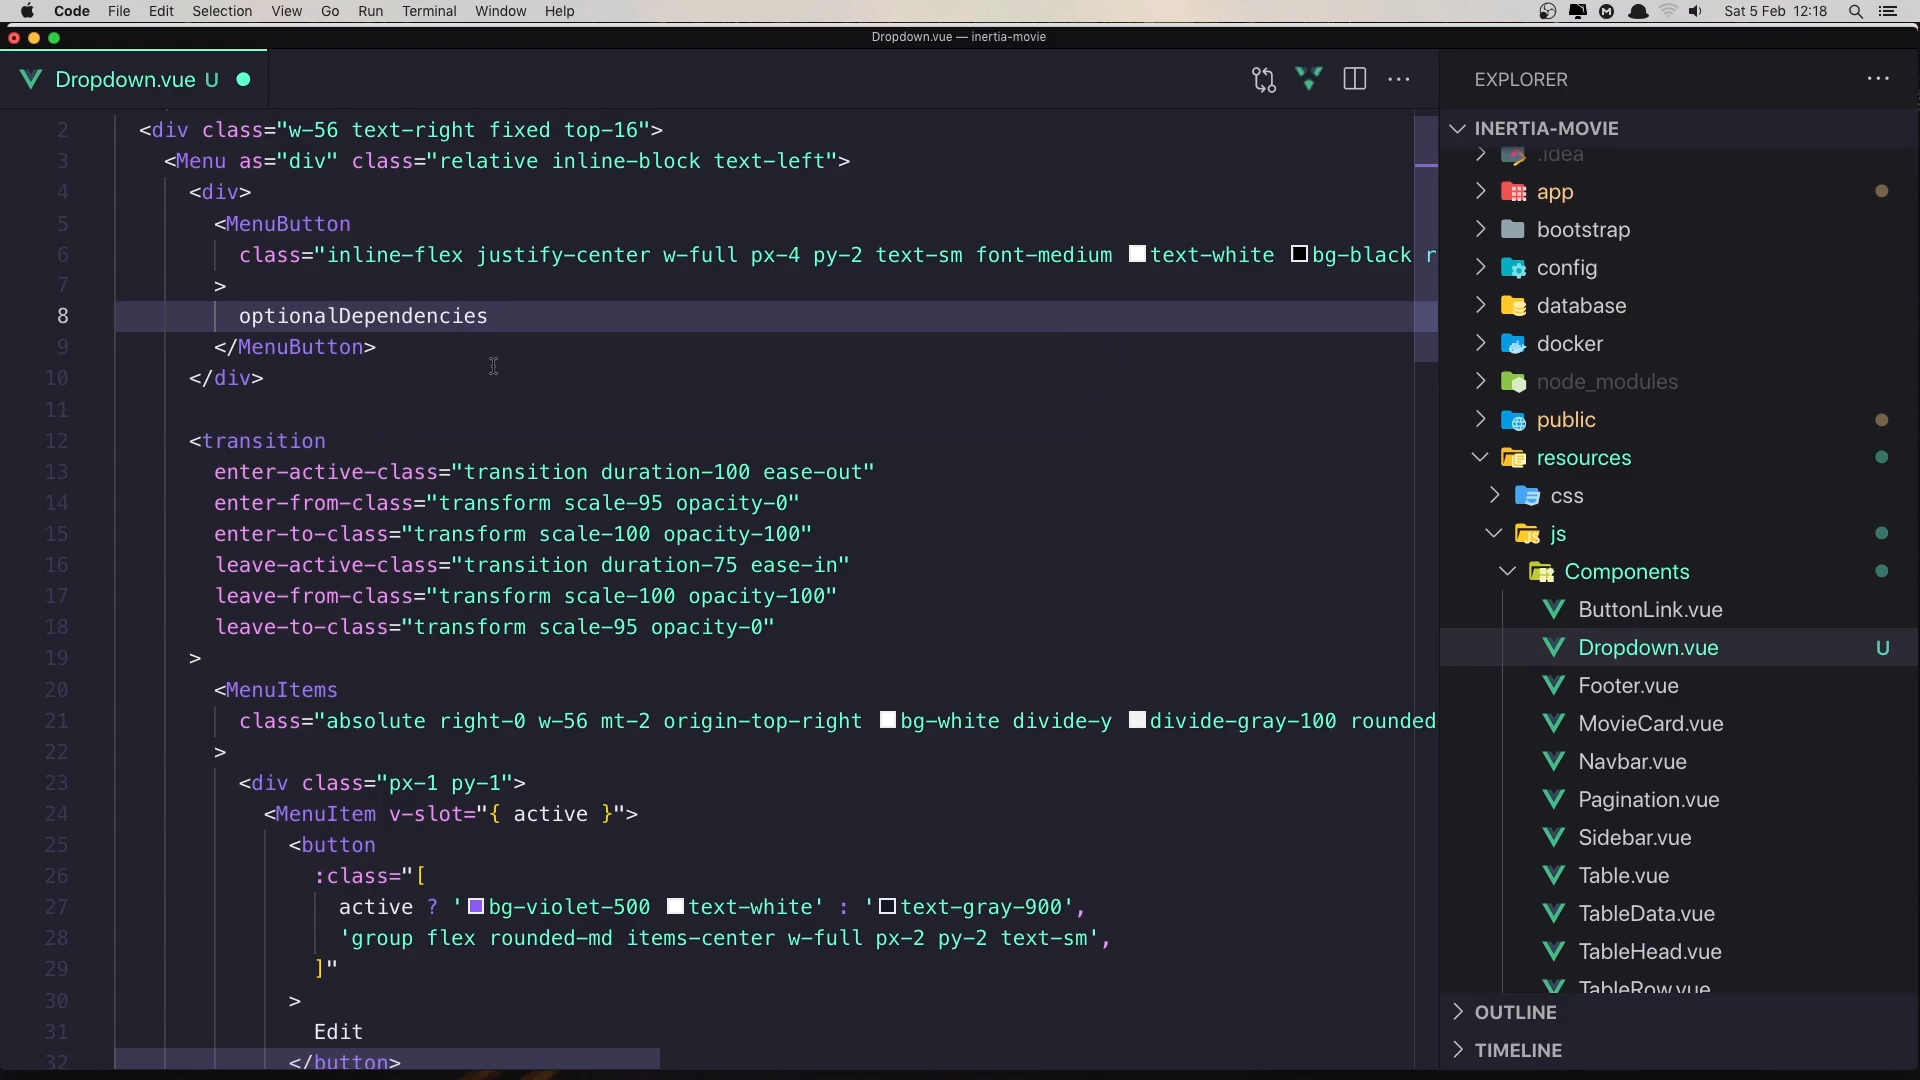 Code File Edit Selection View Go Run Terminal Window Help Sat 5 Feb 12:18
Dropdown.vue — inertia-movie
Dropdown.vue U
2 <div class="w-56 text-right fixed top-16">
3 <Menu as="div" class="relative inline-block text-left">
4 <div>
5 <MenuButton
6 class="inline-flex justify-center w-full px-4 py-2 text-sm font-medium text-white bg-black r
7 >
8 optionalDependencies
9 </MenuButton>
10 </div>
11
12 <transition
13 enter-active-class="transition duration-100 ease-out"
14 enter-from-class="transform scale-95 opacity-0"
15 enter-to-class="transform scale-100 opacity-100"
16 leave-active-class="transition duration-75 ease-in"
17 leave-from-class="transform scale-100 opacity-100"
18 leave-to-class="transform scale-95 opacity-0"
19 >
20 <MenuItems
21 class="absolute right-0 w-56 mt-2 origin-top-right bg-white divide-y divide-gray-100 rounded
22 >
23 <div class="px-1 py-1">
24 <MenuItem v-slot="{ active }">
25 <button
26 :class="[
27 active ? 'bg-violet-500 text-white' : 'text-gray-900',
28 'group flex rounded-md items-center w-full px-2 py-2 text-sm',
29 ]"
30 >
31 Edit
32 </button>
EXPLORER
INERTIA-MOVIE
.idea
app
bootstrap
config
database
docker
node_modules
public
resources
css
js
Components
ButtonLink.vue
Dropdown.vue U
Footer.vue
MovieCard.vue
Navbar.vue
Pagination.vue
Sidebar.vue
Table.vue
TableData.vue
TableHead.vue
TableRow.vue
OUTLINE
TIMELINE